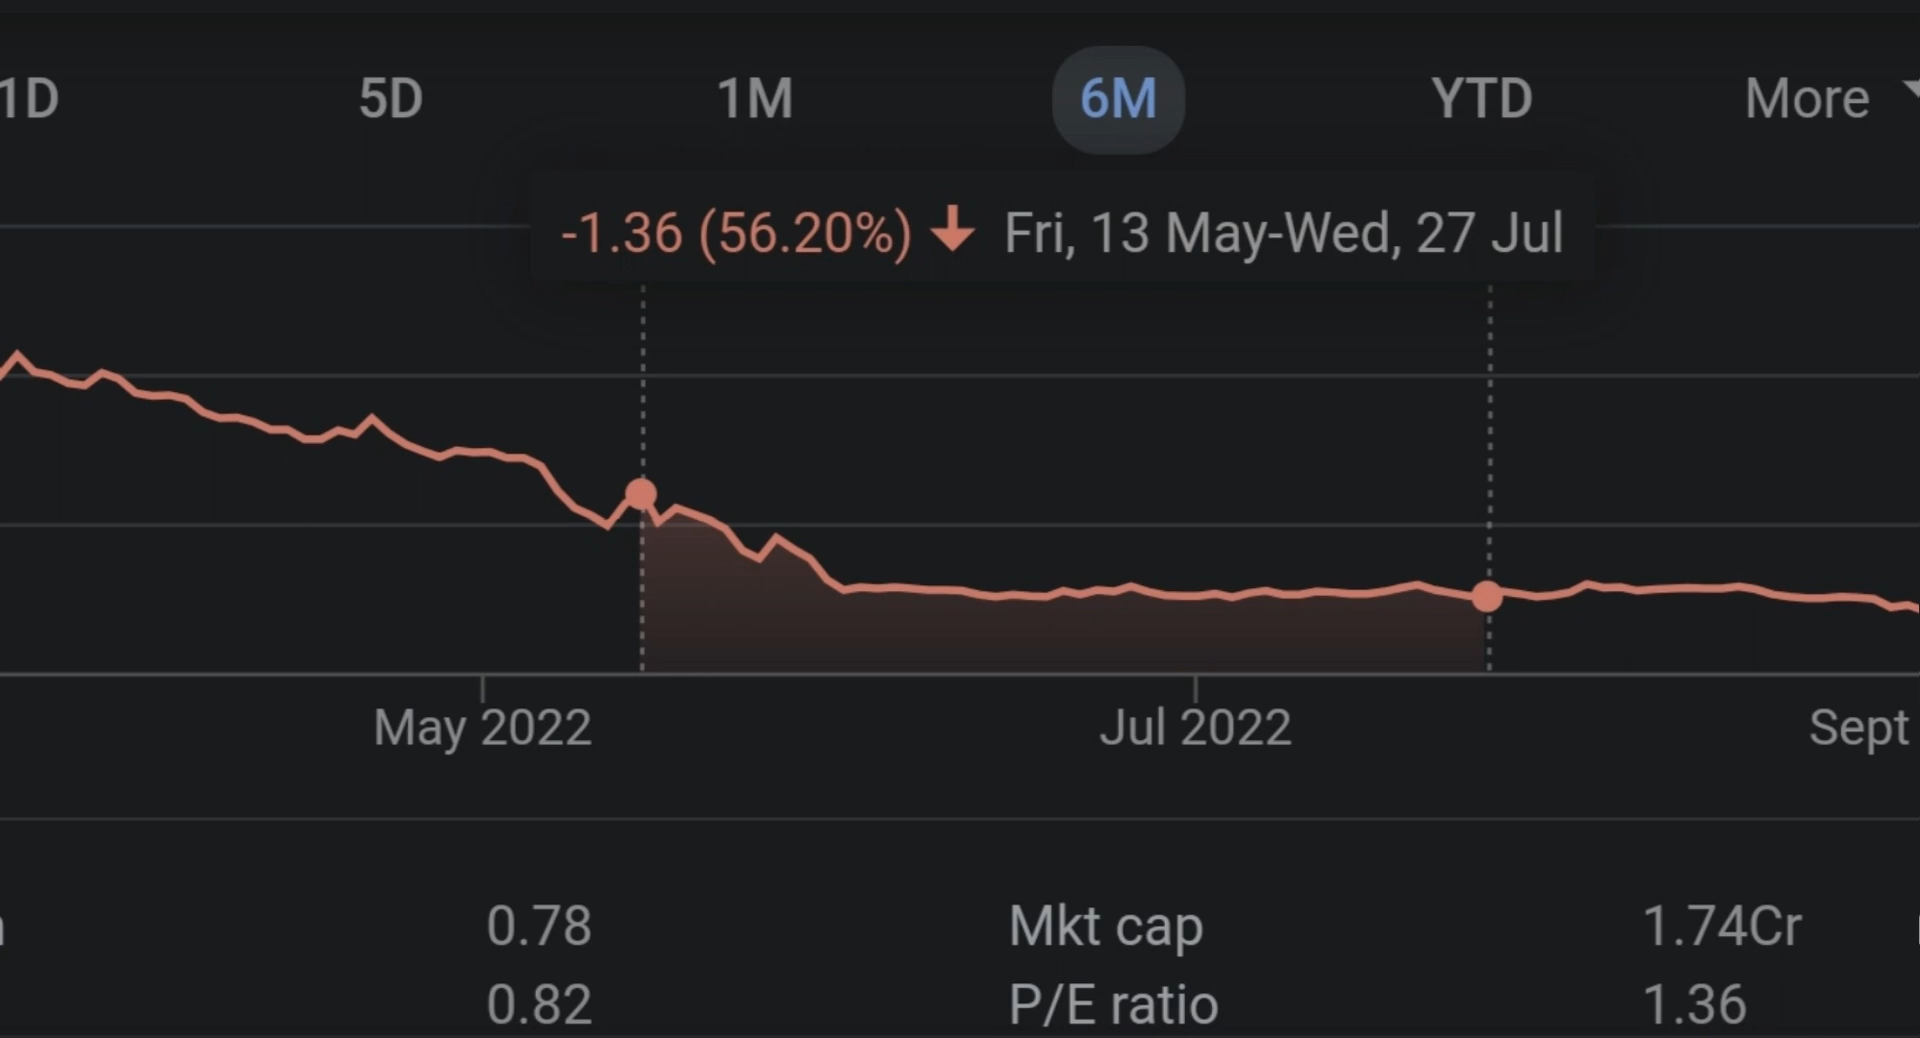 1D 5D 1M 6M YTD More
-1.36 (56.20%) Fri, 13 May-Wed, 27 Jul
May 2022 Jul 2022 Sept
0.78 Mkt cap 1.74Cr
0.82 P/E ratio 1.36